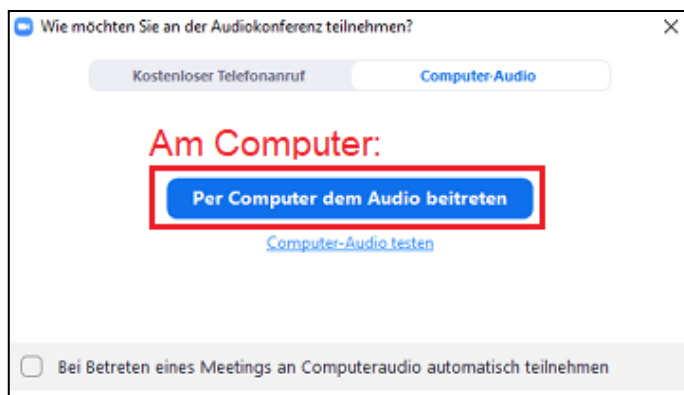 Wie möchten Sie an der Audiokonferenz teilnehmen?
Kostenloser Telefonanruf
Computer-Audio
Am Computer:
Per Computer dem Audio beitreten
Computer-Audio testen
Bei Betreten eines Meetings an Computeraudio automatisch teilnehmen